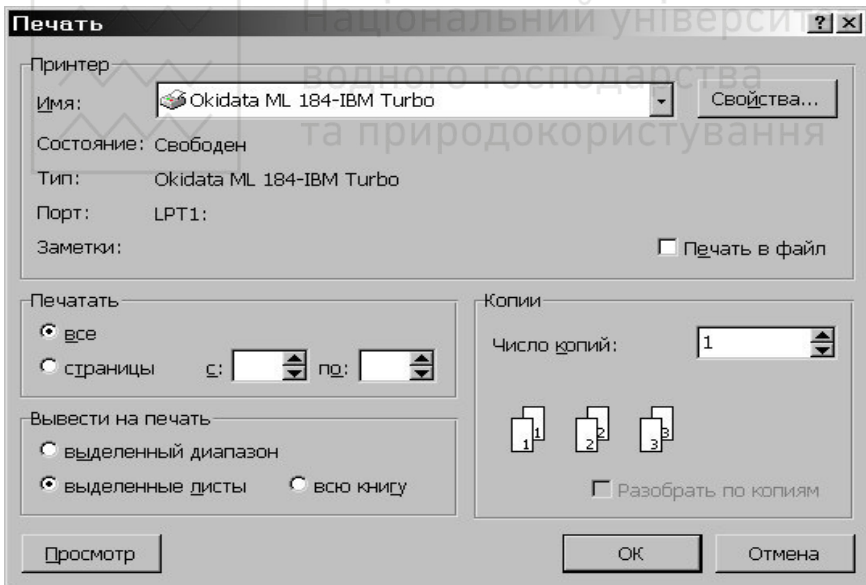 Національний університет
Печать
водного господарства
та природокористування
Принтер
Имя: Okidata ML 184-IBM Turbo Свойства...
Состояние: Свободен
Тип: Okidata ML 184-IBM Turbo
Порт: LPT1:
Заметки: Печать в файл
Печатать
все
страницы с: по:
Вывести на печать
выделенный диапазон
выделенные листы всю книгу
Копии
Число копий: 1
1 1 2 2 3 3
Разобрать по копиям
Просмотр ОК Отмена